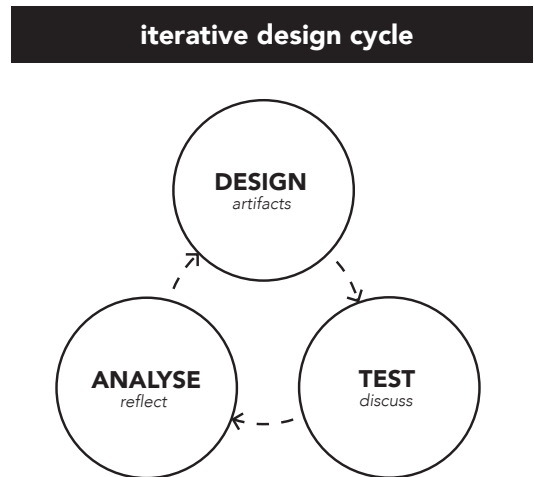 iterative design cycle
DESIGN
artifacts
ANALYSE
reflect
TEST
discuss